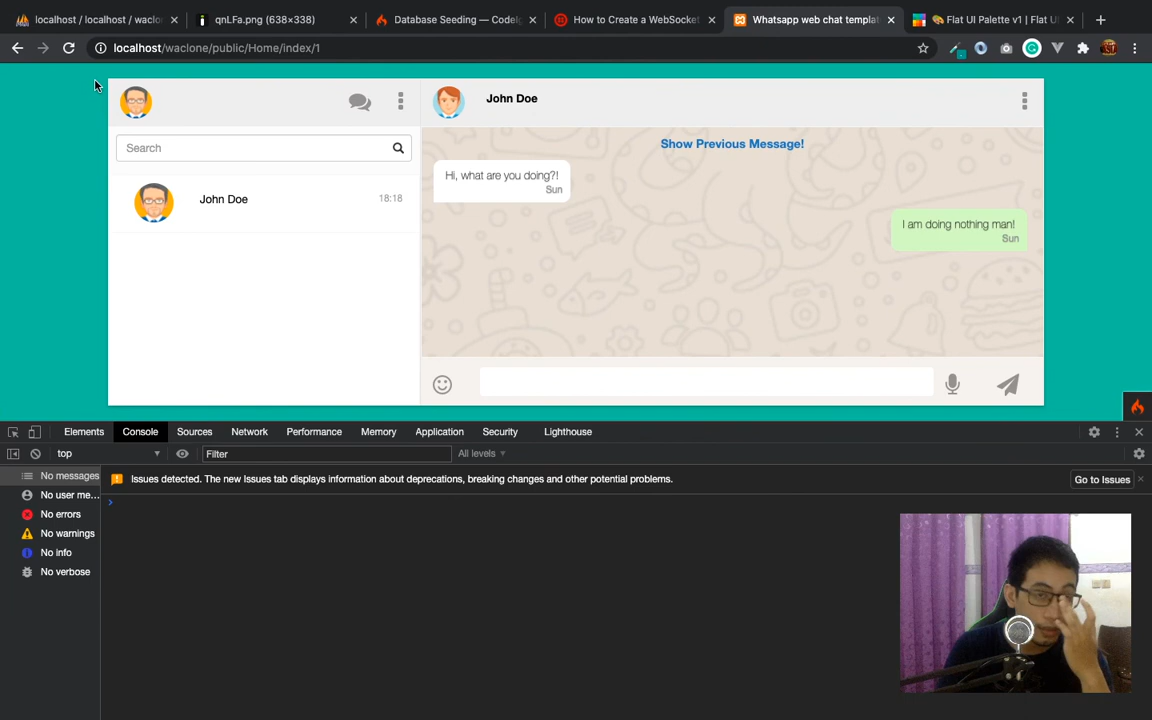 localhost / localhost / waclon
qnLFa.png (638×338)
Database Seeding — CodeIg
How to Create a WebSocket
Whatsapp web chat templat
Flat UI Palette v1 | Flat UI
localhost/waclone/public/Home/index/1
John Doe
Show Previous Message!
Search
Hi, what are you doing?!
Sun
John Doe
18:18
I am doing nothing man!
Sun
Elements
Console
Sources
Network
Performance
Memory
Application
Security
Lighthouse
top
Filter
All levels
No messages
Issues detected. The new Issues tab displays information about deprecations, breaking changes and other potential problems.
Go to Issues
No user me...
No errors
No warnings
No info
No verbose